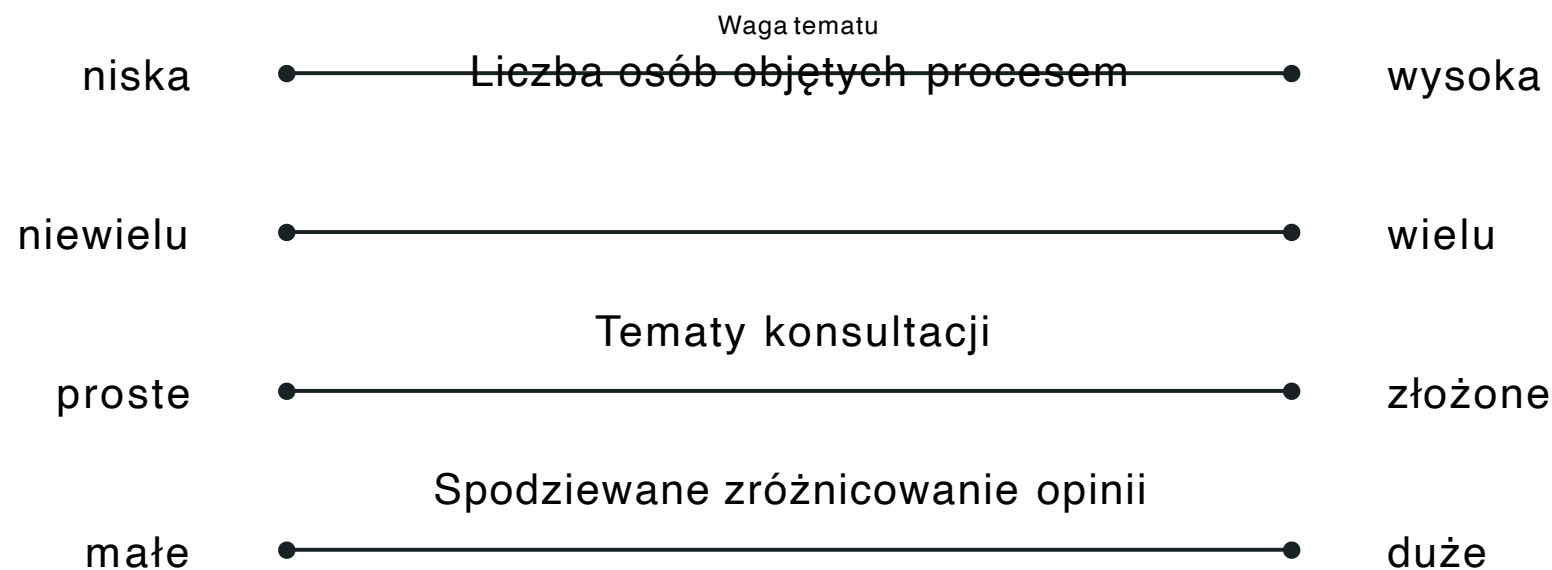 Waga tematu
Liczba osób objętych procesem
niska wysoka
niewielu wielu
Tematy konsultacji
proste złożone
Spodziewane zróżnicowanie opinii
małe duże